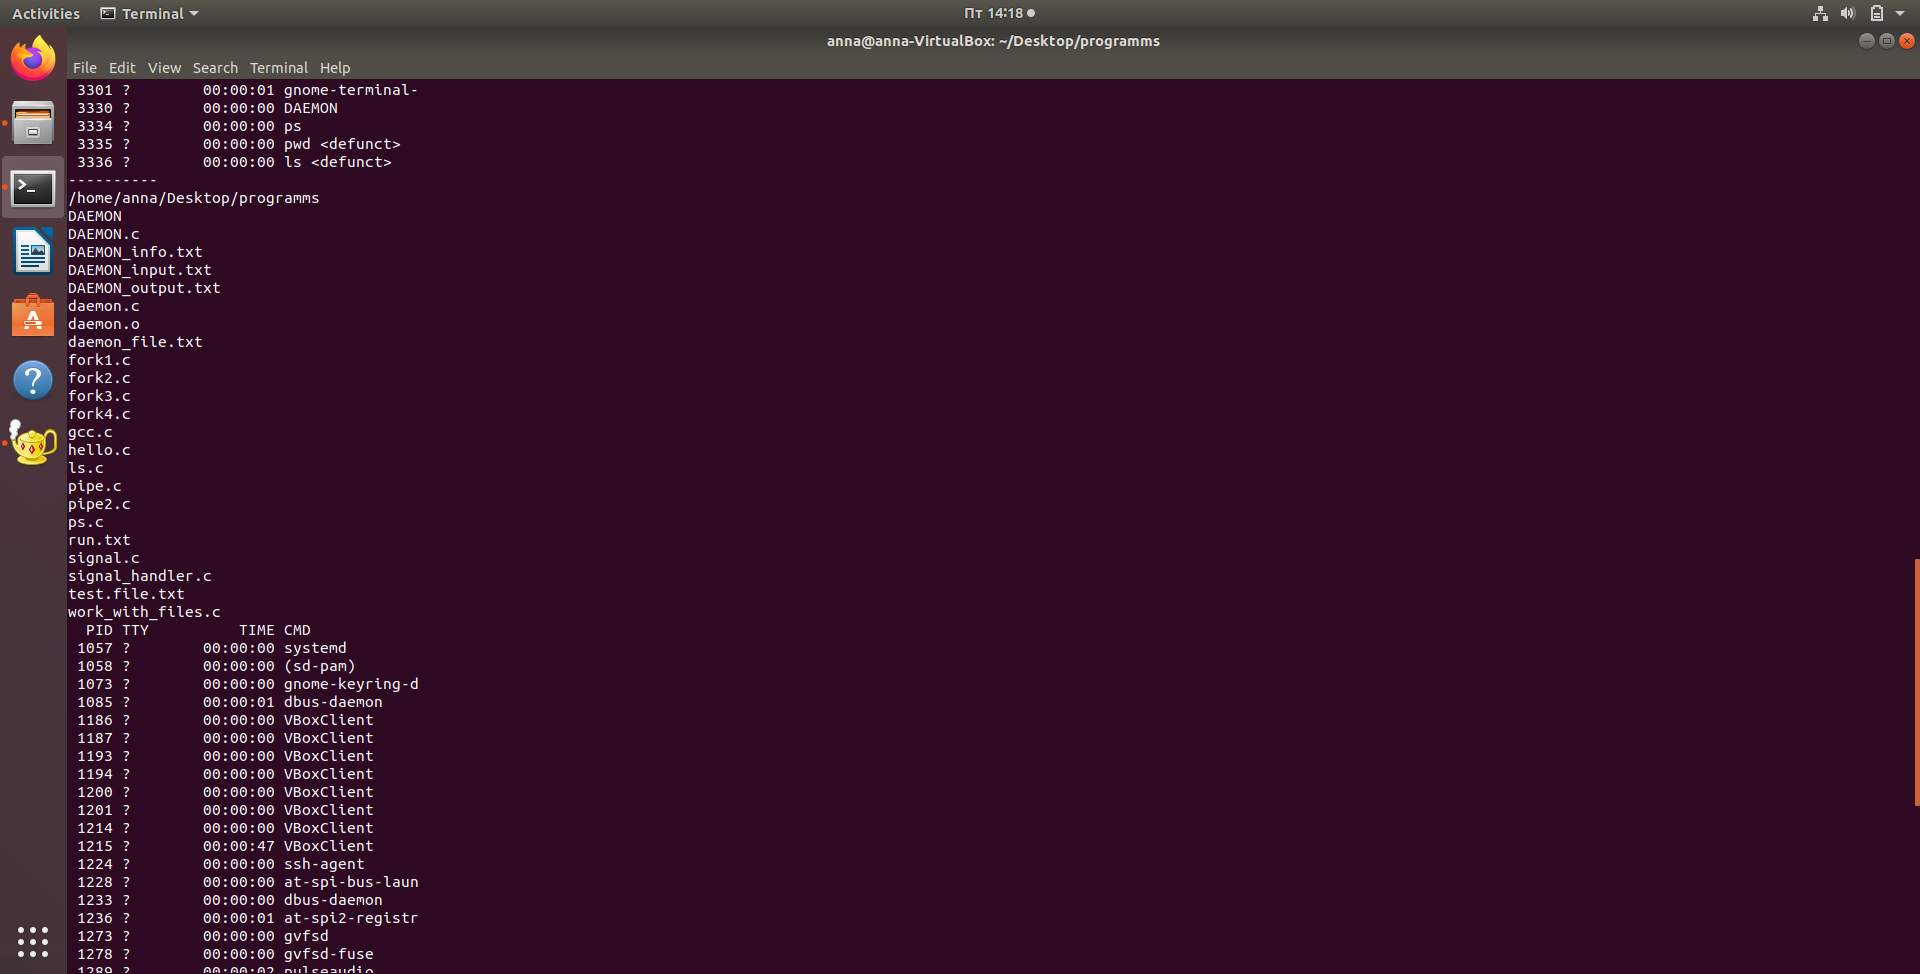 Activities Terminal Пт 14:18
anna@anna-VirtualBox: ~/Desktop/programms
File Edit View Search Terminal Help
3301 ? 00:00:01 gnome-terminal-
3330 ? 00:00:00 DAEMON
3334 ? 00:00:00 ps
3335 ? 00:00:00 pwd <defunct>
3336 ? 00:00:00 ls <defunct>
----------
/home/anna/Desktop/programms
DAEMON
DAEMON.c
DAEMON_info.txt
DAEMON_input.txt
DAEMON_output.txt
daemon.c
daemon.o
daemon_file.txt
fork1.c
fork2.c
fork3.c
fork4.c
gcc.c
hello.c
ls.c
pipe.c
pipe2.c
ps.c
run.txt
signal.c
signal_handler.c
test.file.txt
work_with_files.c
PID TTY TIME CMD
1057 ? 00:00:00 systemd
1058 ? 00:00:00 (sd-pam)
1073 ? 00:00:00 gnome-keyring-d
1085 ? 00:00:01 dbus-daemon
1186 ? 00:00:00 VBoxClient
1187 ? 00:00:00 VBoxClient
1193 ? 00:00:00 VBoxClient
1194 ? 00:00:00 VBoxClient
1200 ? 00:00:00 VBoxClient
1201 ? 00:00:00 VBoxClient
1214 ? 00:00:00 VBoxClient
1215 ? 00:00:47 VBoxClient
1224 ? 00:00:00 ssh-agent
1228 ? 00:00:00 at-spi-bus-laun
1233 ? 00:00:00 dbus-daemon
1236 ? 00:00:01 at-spi2-registr
1273 ? 00:00:00 gvfsd
1278 ? 00:00:00 gvfsd-fuse
1289 ? 00:00:02 pulseaudio